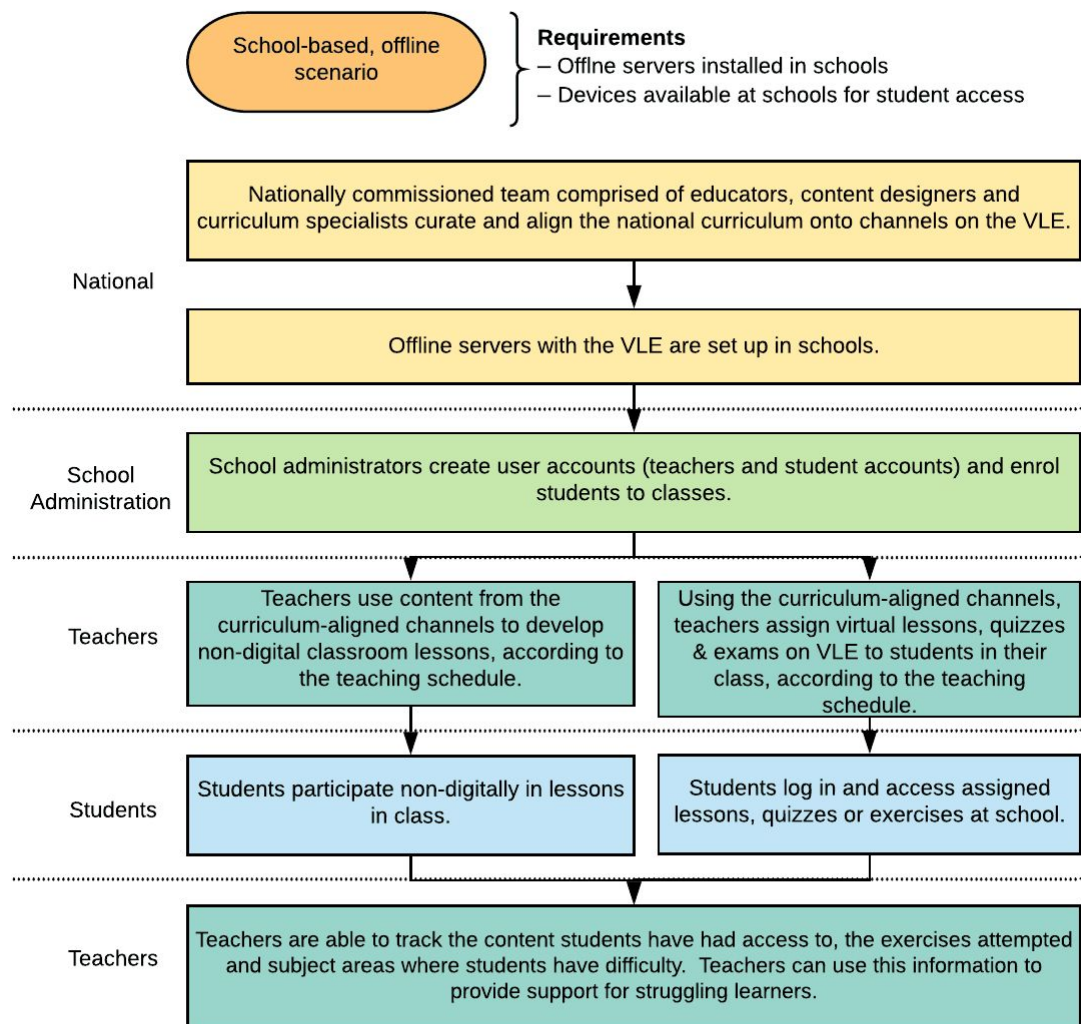 School-based, offline
scenario
Requirements
– Offlne servers installed in schools
– Devices available at schools for student access
National
Nationally commissioned team comprised of educators, content designers and
curriculum specialists curate and align the national curriculum onto channels on the VLE.
Offline servers with the VLE are set up in schools.
School
Administration
School administrators create user accounts (teachers and student accounts) and enrol
students to classes.
Teachers
Teachers use content from the
curriculum-aligned channels to develop
non-digital classroom lessons, according to
the teaching schedule.
Using the curriculum-aligned channels,
teachers assign virtual lessons, quizzes
& exams on VLE to students in their
class, according to the teaching
schedule.
Students
Students participate non-digitally in lessons
in class.
Students log in and access assigned
lessons, quizzes or exercises at school.
Teachers
Teachers are able to track the content students have had access to, the exercises attempted
and subject areas where students have difficulty.  Teachers can use this information to
provide support for struggling learners.